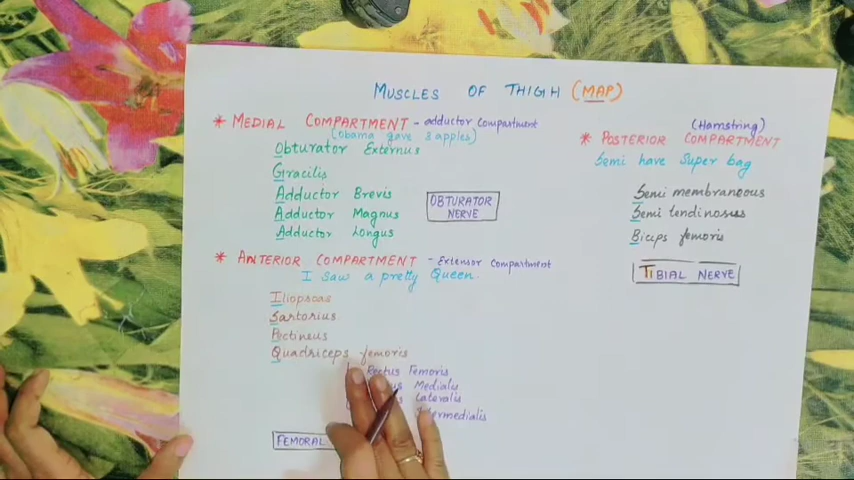 MUSCLES OF THIGH (MAP)
* MEDIAL COMPARTMENT - adductor compartment
(Obama gave 3 apples)
Obturator Externus
Gracilis
Adductor Brevis
Adductor Magnus
Adductor Longus
OBTURATOR
NERVE
* ANTERIOR COMPARTMENT - Extensor compartment
I Saw a pretty Queen
Iliopsoas
Sartorius
Pectineus
Quadriceps femoris
Rectus Femoris
Medialis
Lateralis
FEMORAL
(Hamstring)
* POSTERIOR COMPARTMENT
Semi have Super bag
Semi membraneous
Semi tendinosus
Biceps femoris
TIBIAL NERVE